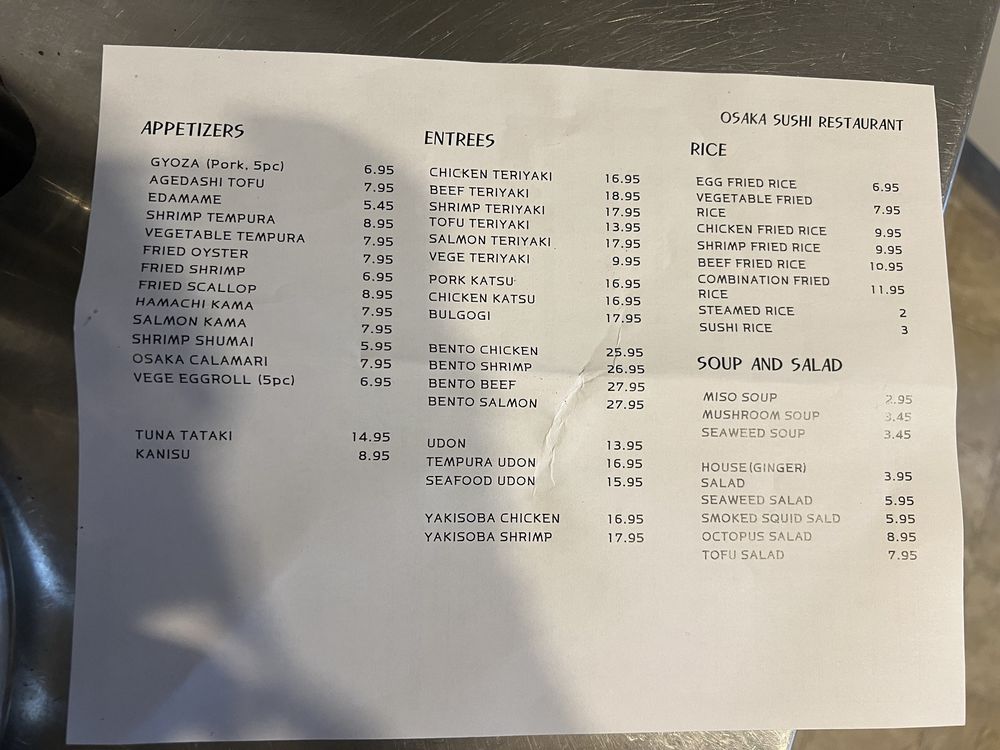 OSAKA SUSHI RESTAURANT
APPETIZERS
GYOZA (Pork, 5pc) 6.95
AGEDASHI TOFU 7.95
EDAMAME 5.45
SHRIMP TEMPURA 8.95
VEGETABLE TEMPURA 7.95
FRIED OYSTER 7.95
FRIED SHRIMP 6.95
FRIED SCALLOP 8.95
HAMACHI KAMA 7.95
SALMON KAMA 7.95
SHRIMP SHUMAI 5.95
OSAKA CALAMARI 7.95
VEGE EGGROLL (5pc) 6.95
TUNA TATAKI 14.95
KANISU 8.95
ENTREES
CHICKEN TERIYAKI 16.95
BEEF TERIYAKI 18.95
SHRIMP TERIYAKI 17.95
TOFU TERIYAKI 13.95
SALMON TERIYAKI 17.95
VEGE TERIYAKI 9.95
PORK KATSU 16.95
CHICKEN KATSU 16.95
BULGOGI 17.95
BENTO CHICKEN 25.95
BENTO SHRIMP 26.95
BENTO BEEF 27.95
BENTO SALMON 27.95
UDON 13.95
TEMPURA UDON 16.95
SEAFOOD UDON 15.95
YAKISOBA CHICKEN 16.95
YAKISOBA SHRIMP 17.95
RICE
EGG FRIED RICE 6.95
VEGETABLE FRIED
RICE 7.95
CHICKEN FRIED RICE 9.95
SHRIMP FRIED RICE 9.95
BEEF FRIED RICE 10.95
COMBINATION FRIED
RICE 11.95
STEAMED RICE 2
SUSHI RICE 3
SOUP AND SALAD
MISO SOUP 2.95
MUSHROOM SOUP 3.45
SEAWEED SOUP 3.45
HOUSE(GINGER)
SALAD 3.95
SEAWEED SALAD 5.95
SMOKED SQUID SALD 5.95
OCTOPUS SALAD 8.95
TOFU SALAD 7.95